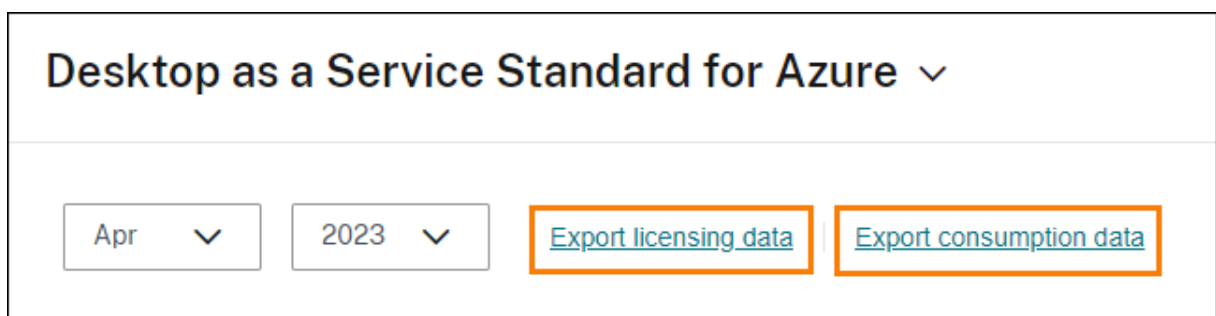 Desktop as a Service Standard for Azure
Apr 2023 Export licensing data Export consumption data